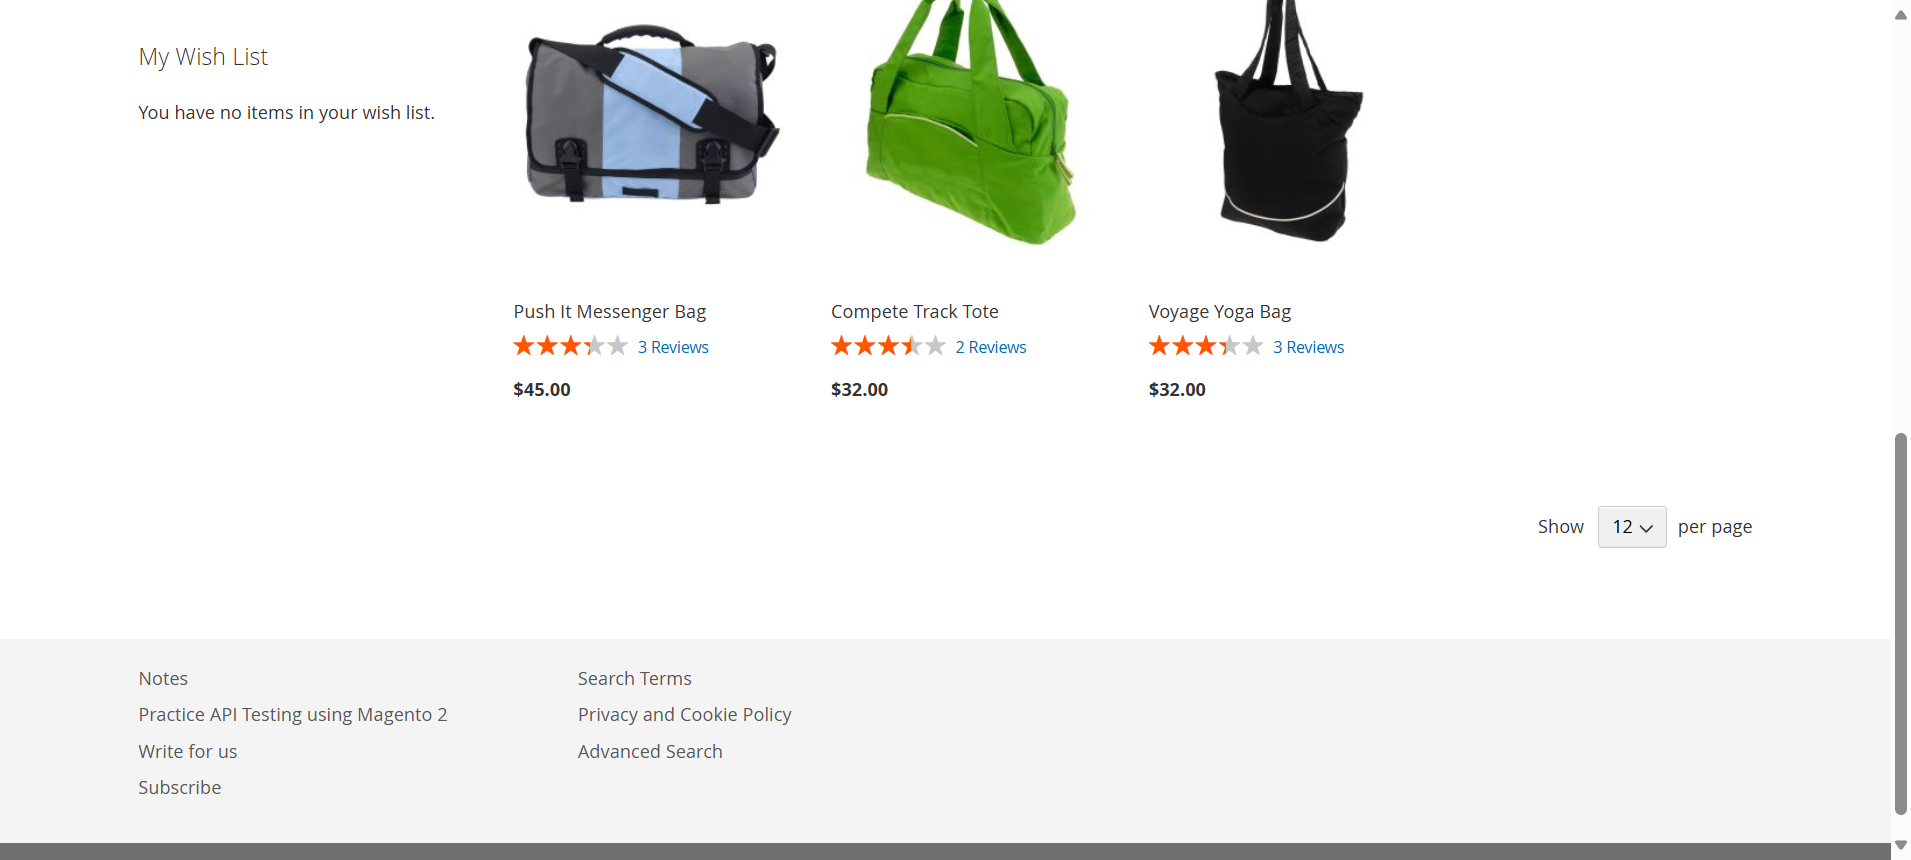 My Wish List
You have no items in your wish list.
Push It Messenger Bag
3 Reviews
$45.00
Compete Track Tote
2 Reviews
$32.00
Voyage Yoga Bag
3 Reviews
$32.00
Show 12 per page
Notes
Practice API Testing using Magento 2
Write for us
Subscribe
Search Terms
Privacy and Cookie Policy
Advanced Search